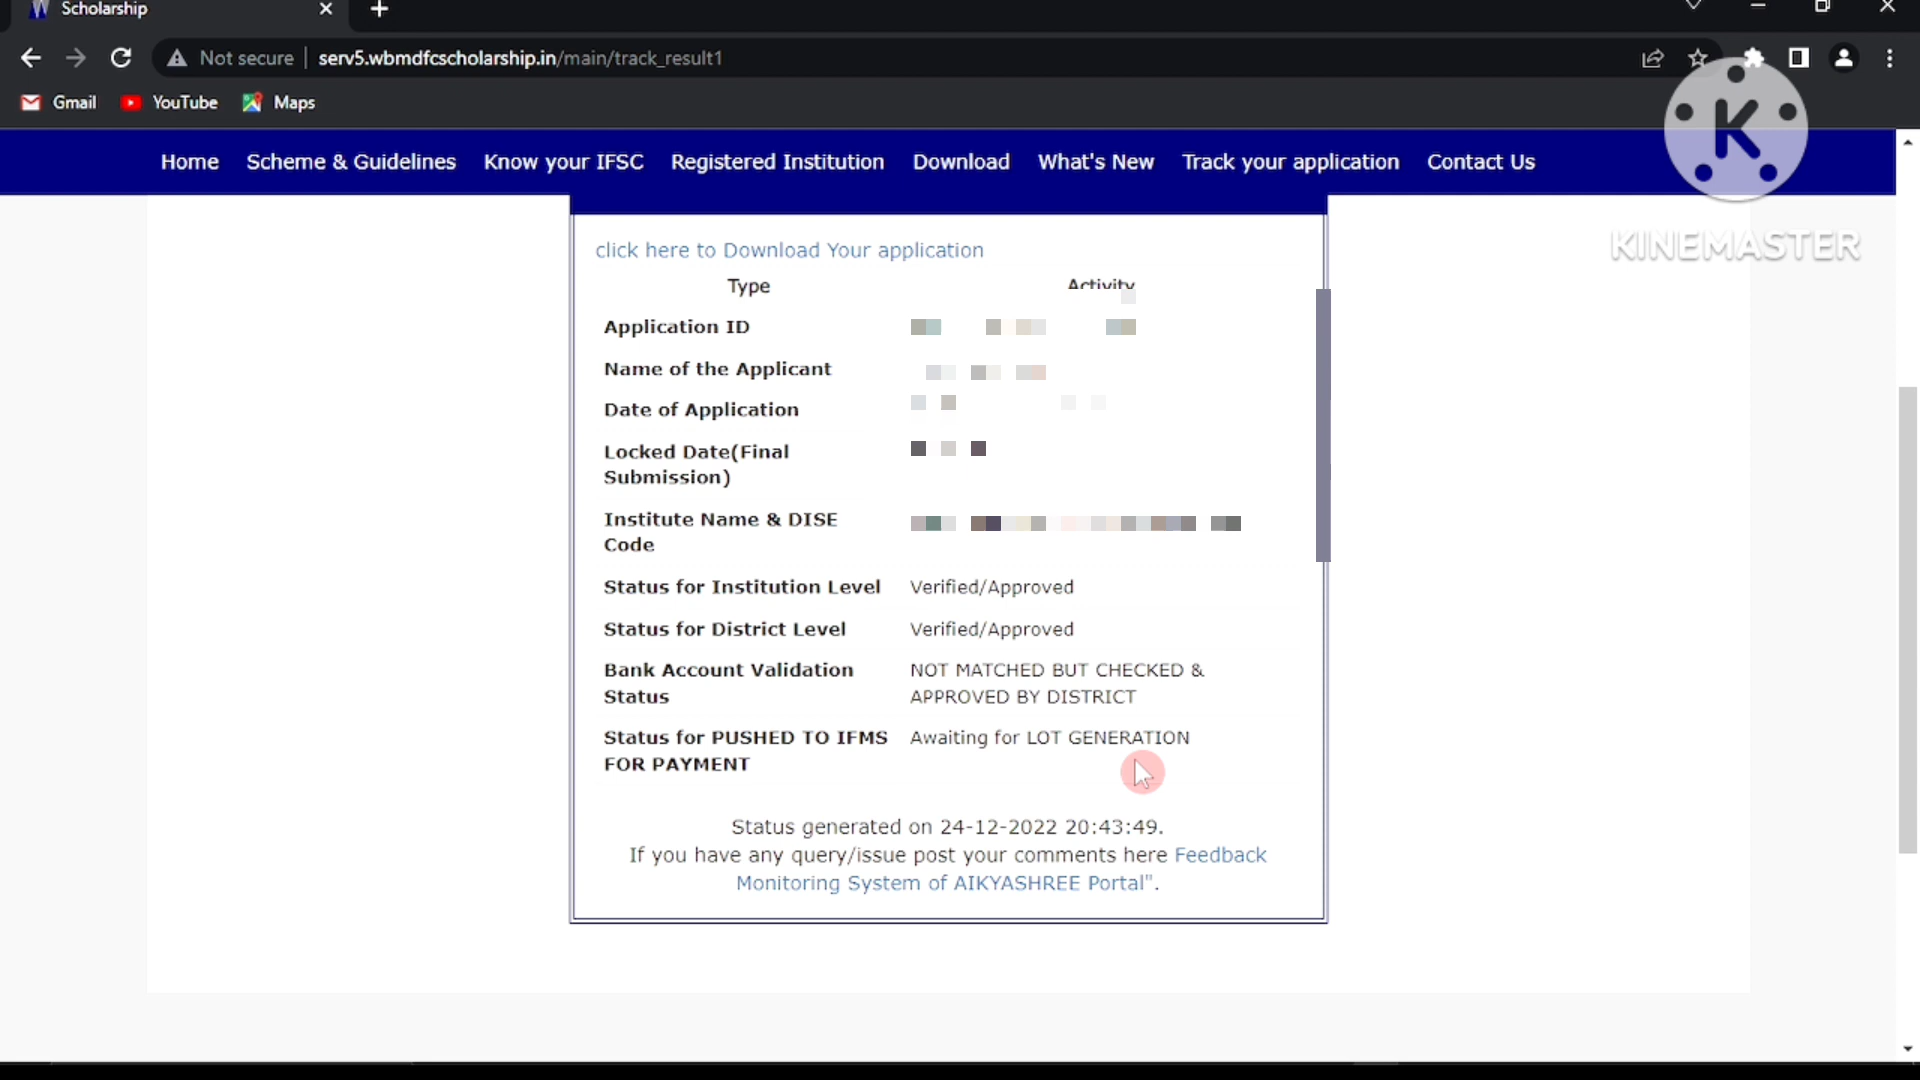 Scholarship
Not secure serv5.wbmdfcscholarship.in/main/track_result1
Gmail YouTube Maps
Home Scheme & Guidelines Know your IFSC Registered Institution Download What's New Track your application Contact Us
K
KINEMASTER
click here to Download Your application
Type Activity
Application ID
Name of the Applicant
Date of Application
Locked Date(Final
Submission)
Institute Name & DISE
Code
Status for Institution Level Verified/Approved
Status for District Level Verified/Approved
Bank Account Validation NOT MATCHED BUT CHECKED &
Status APPROVED BY DISTRICT
Status for PUSHED TO IFMS Awaiting for LOT GENERATION
FOR PAYMENT
Status generated on 24-12-2022 20:43:49.
If you have any query/issue post your comments here Feedback
Monitoring System of AIKYASHREE Portal".